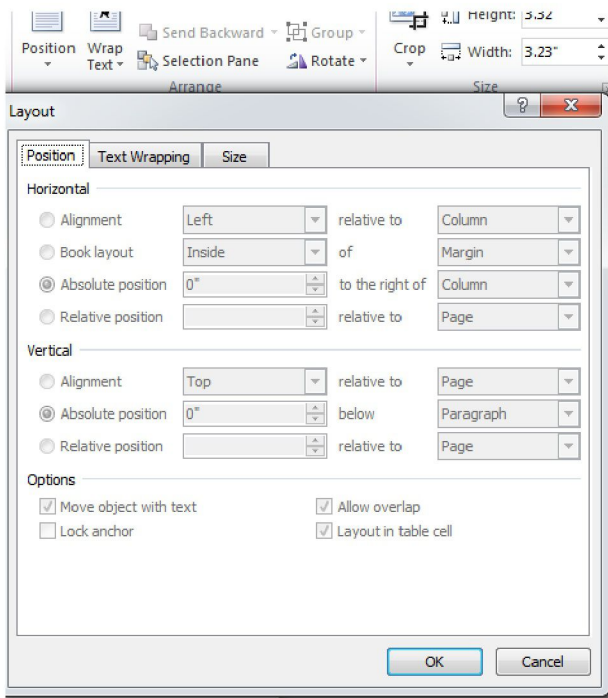 Height: 3.32
Send Backward Group
Position Wrap Text Selection Pane Rotate Crop Width: 3.23"
Arrange Size
Layout
Position Text Wrapping Size
Horizontal
Alignment Left relative to Column
Book layout Inside of Margin
Absolute position 0" to the right of Column
Relative position relative to Page
Vertical
Alignment Top relative to Page
Absolute position 0" below Paragraph
Relative position relative to Page
Options
Move object with text Allow overlap
Lock anchor Layout in table cell
OK Cancel